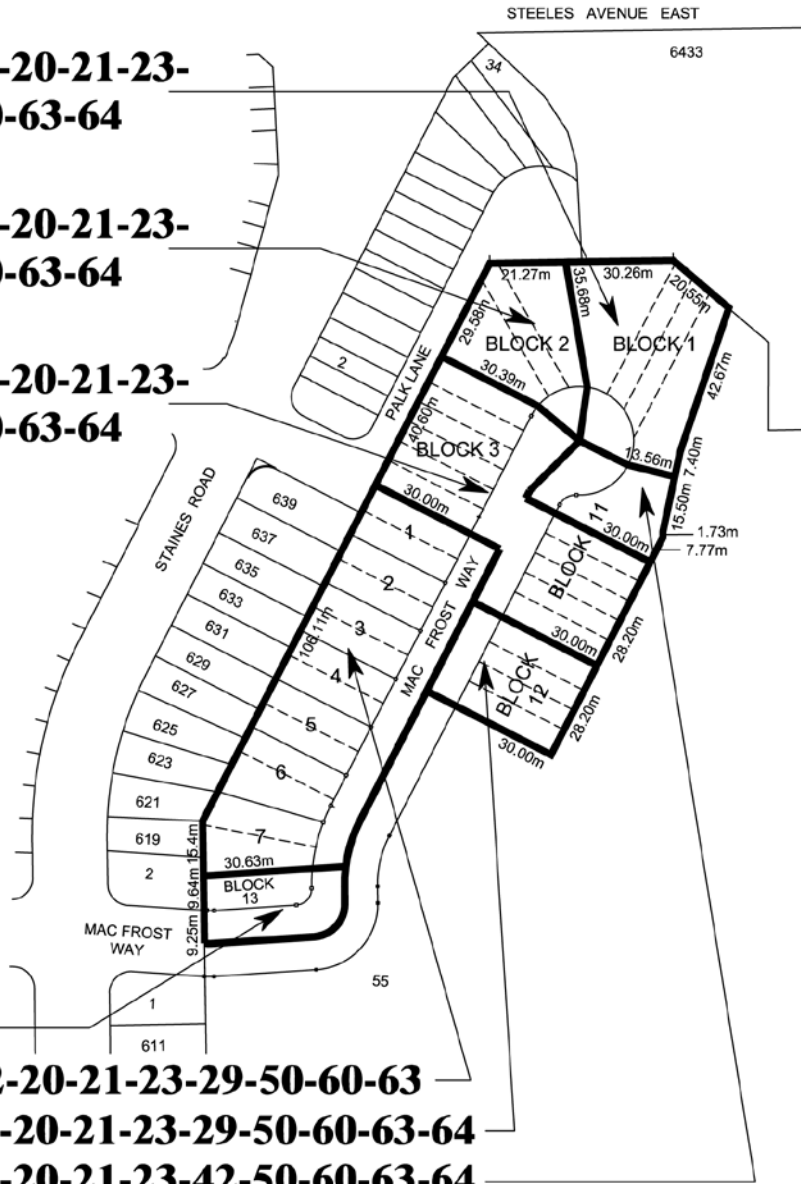 STEELES AVENUE EAST
6433
34
-20-21-23-
0-63-64
-20-21-23-
0-63-64
21.27m
30.26m
35.68m
20.55m
29.58m
BLOCK 2
BLOCK 1
42.67m
PALK LANE
2
30.39m
-20-21-23-
0-63-64
40.60m
BLOCK 3
13.56m
7.40m
30.00m
STAINES ROAD
639
637
635
633
631
629
627
625
623
621
619
2
1
2
3
4
5
6
7
106.11m
MAC FROST WAY
BLOCK 11
30.00m
15.50m
1.73m
7.77m
28.20m
30.00m
BLOCK
12
28.20m
30.00m
15.4m
30.63m
9.64m
BLOCK
13
9.25m
MAC FROST
WAY
55
1
611
2-20-21-23-29-50-60-63
-20-21-23-29-50-60-63-64
-20-21-23-42-50-60-63-64